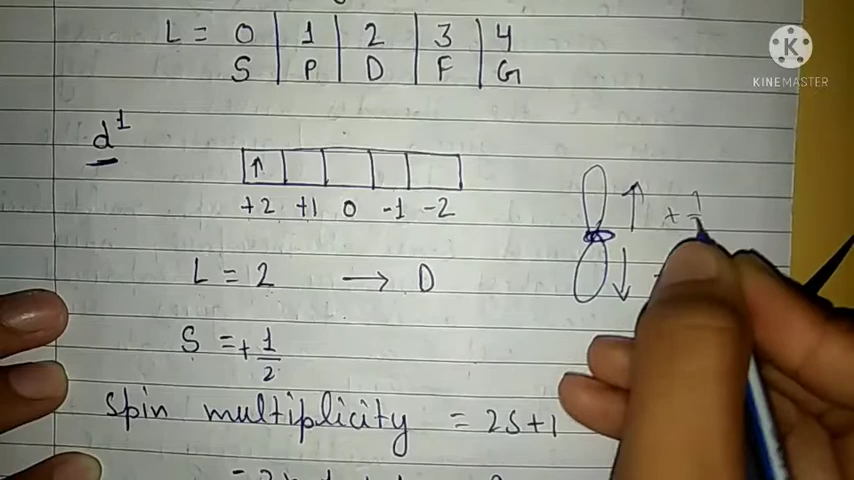 L = 0 1 2 3 4
S P D F G
KINEMASTER
d¹
↑
+2 +1 0 -1 -2
↑ + 1
↓
L = 2 → D
S = + 1/2
spin multiplicity = 2S+1